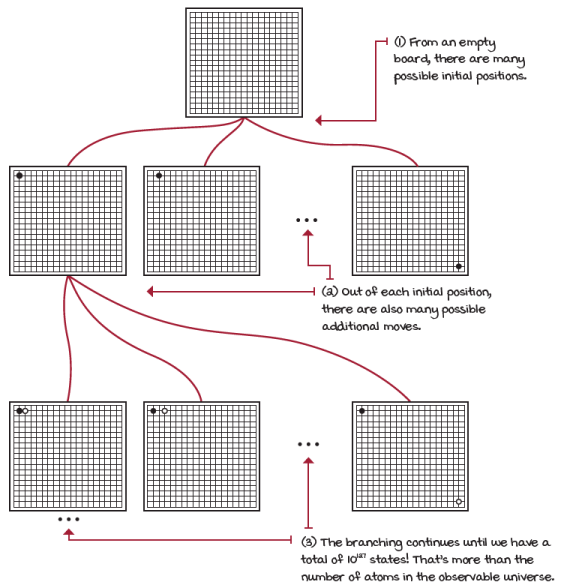 (1) From an empty
board, there are many
possible initial positions.
(2) Out of each initial position,
there are also many possible
additional moves.
(3) The branching continues until we have a
total of 10¹²⁷ states! That's more than the
number of atoms in the observable universe.